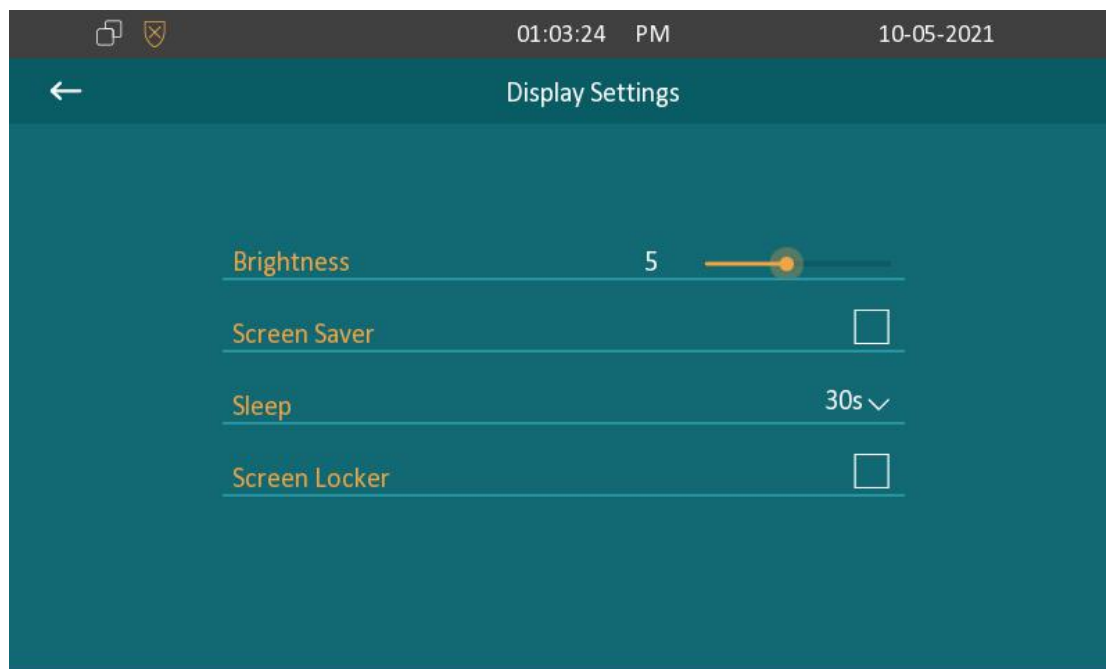 01:03:24 PM 10-05-2021
Display Settings
Brightness 5
Screen Saver
Sleep 30s
Screen Locker